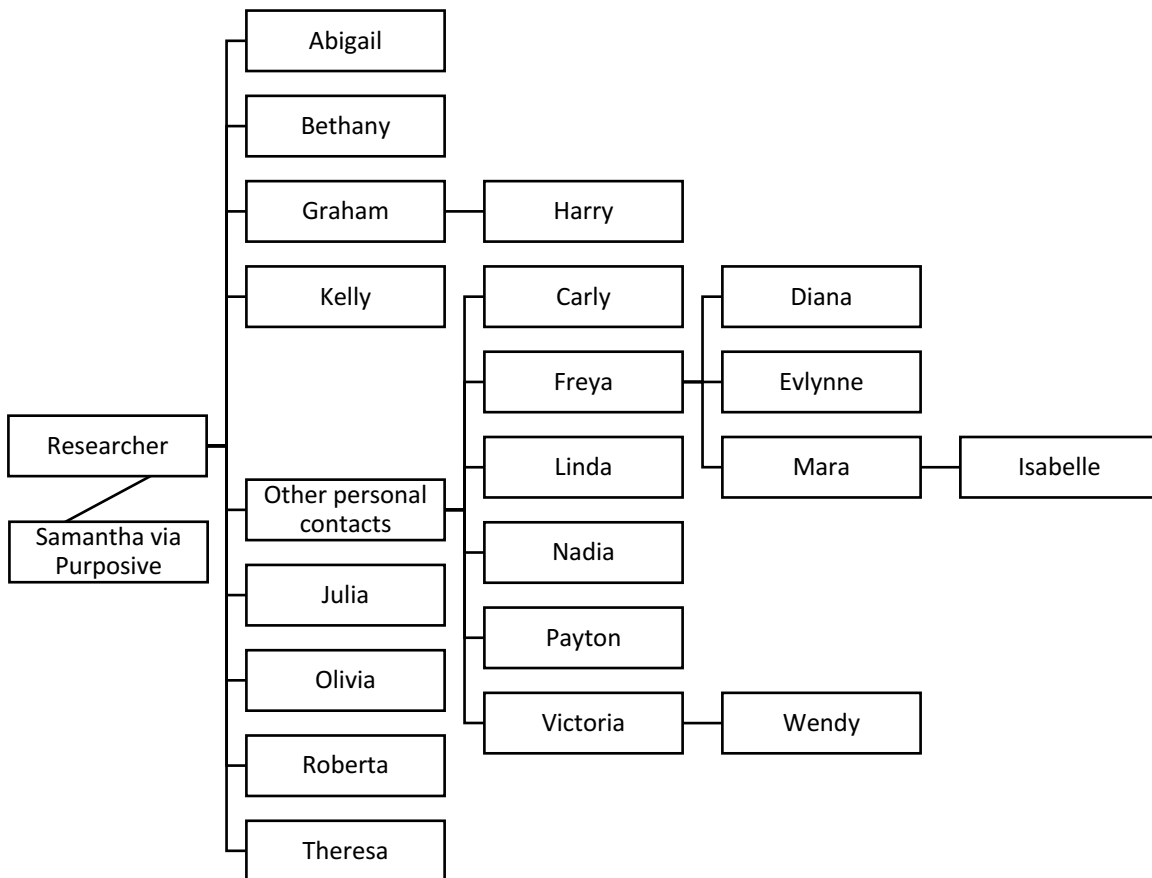 Abigail
Bethany
Graham
Harry
Kelly
Carly
Diana
Freya
Evlynne
Researcher
Linda
Mara
Isabelle
Other personal
contacts
Samantha via
Purposive
Nadia
Julia
Payton
Olivia
Victoria
Wendy
Roberta
Theresa